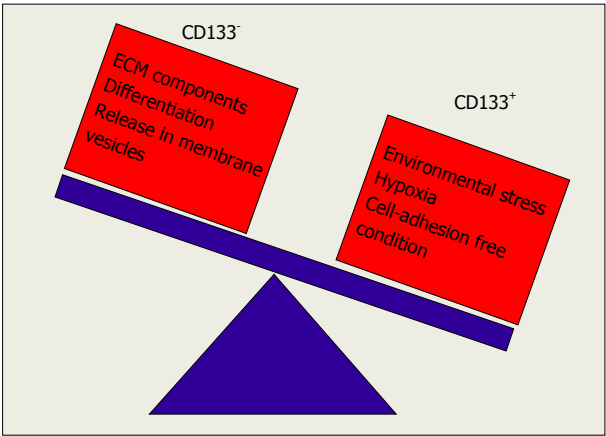 CD133⁻
ECM components
Differentiation
Release in membrane
vesicles
CD133⁺
Environmental stress
Hypoxia
Cell-adhesion free
condition